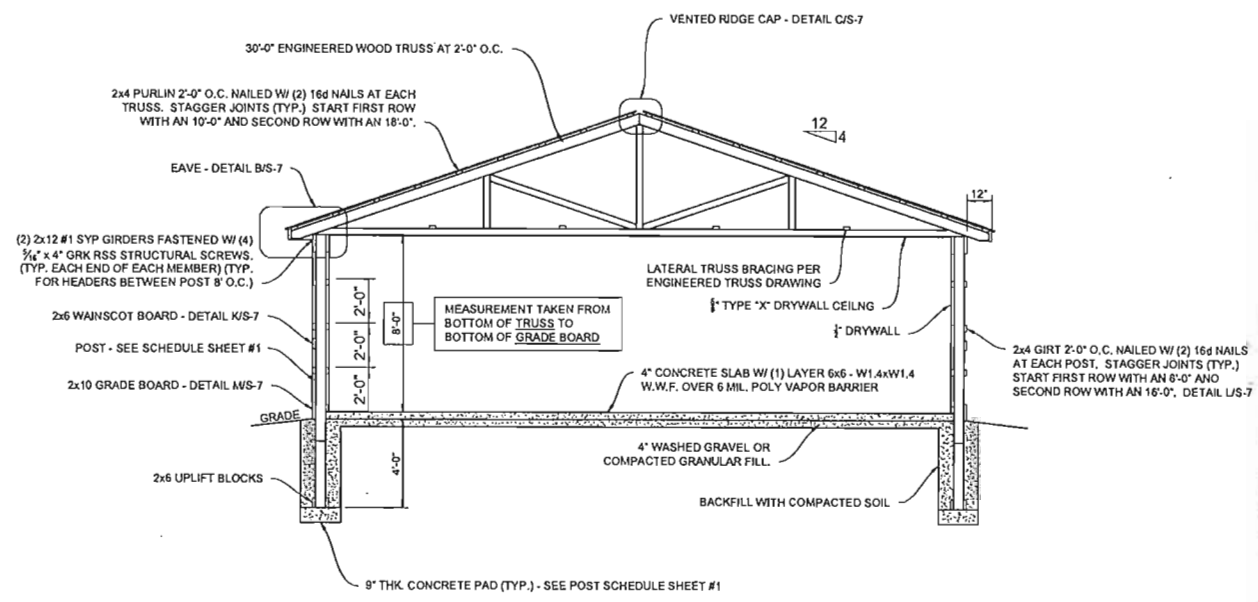 VENTED RIDGE CAP - DETAIL C/S-7
30'-0" ENGINEERED WOOD TRUSS AT 2'-0" O.C.
2x4 PURLIN 2'-0" O.C. NAILED W/ (2) 16d NAILS AT EACH
TRUSS. STAGGER JOINTS (TYP.) START FIRST ROW
WITH AN 10'-0" AND SECOND ROW WITH AN 18'-0".
12
4
EAVE - DETAIL B/S-7
12"
(2) 2x12 #1 SYP GIRDERS FASTENED W/ (4)
5/16" x 4" GRK RSS STRUCTURAL SCREWS.
(TYP. EACH END OF EACH MEMBER) (TYP.
FOR HEADERS BETWEEN POST 8' O.C.)
LATERAL TRUSS BRACING PER
ENGINEERED TRUSS DRAWING
5/8" TYPE "X" DRYWALL CEILNG
1/2" DRYWALL
2'-0"
2'-0"
2'-0"
8'-0"
MEASUREMENT TAKEN FROM
BOTTOM OF TRUSS TO
BOTTOM OF GRADE BOARD
2x6 WAINSCOT BOARD - DETAIL K/S-7
POST - SEE SCHEDULE SHEET #1
2x10 GRADE BOARD - DETAIL M/S-7
2x4 GIRT 2'-0" O.C. NAILED W/ (2) 16d NAILS
AT EACH POST. STAGGER JOINTS (TYP.)
START FIRST ROW WITH AN 8'-0" AND
SECOND ROW WITH AN 16'-0". DETAIL L/S-7
4" CONCRETE SLAB W/ (1) LAYER 6x6 - W1.4xW1.4
W.W.F. OVER 6 MIL. POLY VAPOR BARRIER
GRADE
4" WASHED GRAVEL OR
COMPACTED GRANULAR FILL.
4'-0"
2x6 UPLIFT BLOCKS
BACKFILL WITH COMPACTED SOIL
9" THK. CONCRETE PAD (TYP.) - SEE POST SCHEDULE SHEET #1